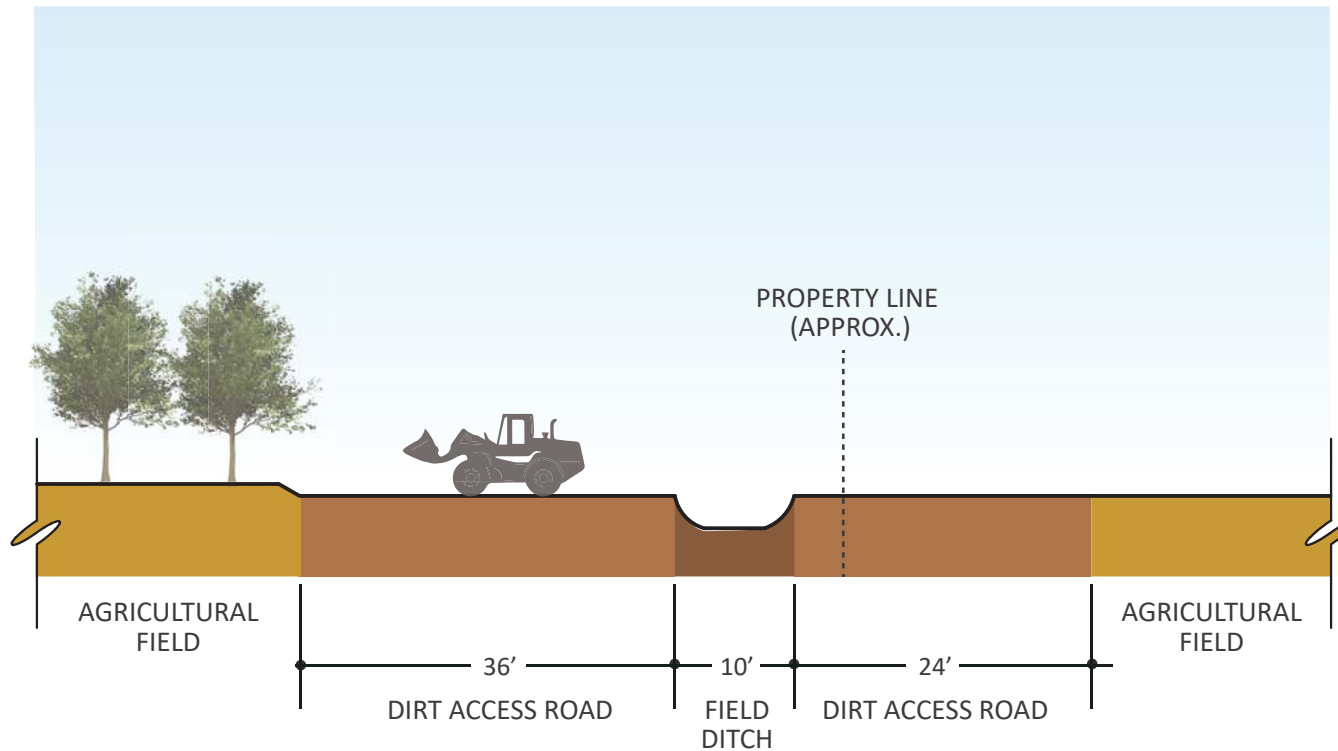 PROPERTY LINE
(APPROX.)
AGRICULTURAL
FIELD
AGRICULTURAL
FIELD
36’
10’
24’
DIRT ACCESS ROAD
FIELD
DITCH
DIRT ACCESS ROAD